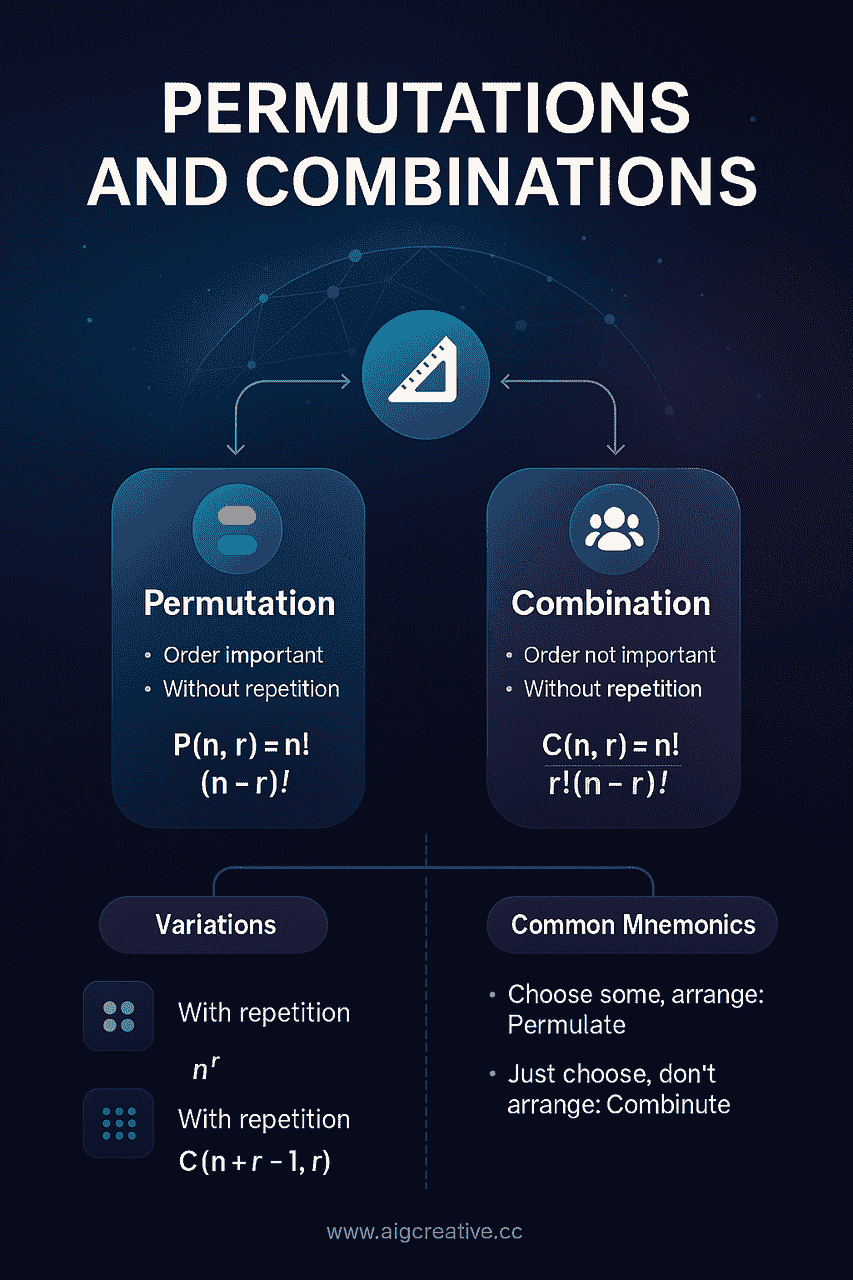 PERMUTATIONS
AND COMBINATIONS
Permutation
• Order important
• Without repetition
P(n, r) = n!
(n – r)!
Combination
• Order not important
• Without repetition
C(n, r) = n!
r!(n – r)!
Variations
With repetition
n^r
With repetition
C(n + r – 1, r)
Common Mnemonics
• Choose some, arrange:
Permulate
• Just choose, don't
arrange: Combinute
www.aigcreative.cc